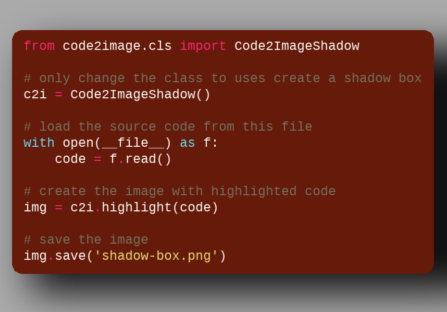 from code2image.cls import Code2ImageShadow

# only change the class to uses create a shadow box
c2i = Code2ImageShadow()

# load the source code from this file
with open(__file__) as f:
    code = f.read()

# create the image with highlighted code
img = c2i.highlight(code)

# save the image
img.save('shadow-box.png')